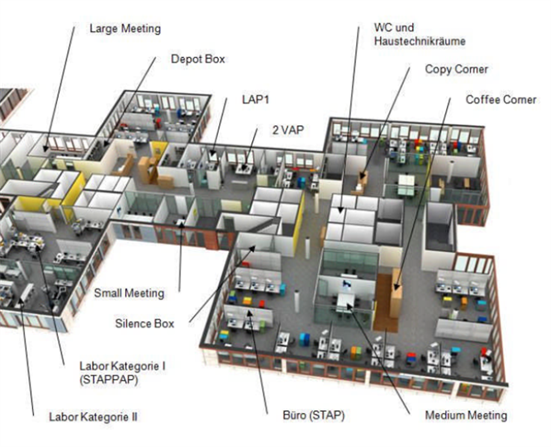 Large Meeting
WC und
Haustechnikräume
Depot Box
Copy Corner
LAP1
Coffee Corner
2 VAP
Small Meeting
Silence Box
Labor Kategorie I
(STAPPAP)
Labor Kategorie II
Büro (STAP)
Medium Meeting